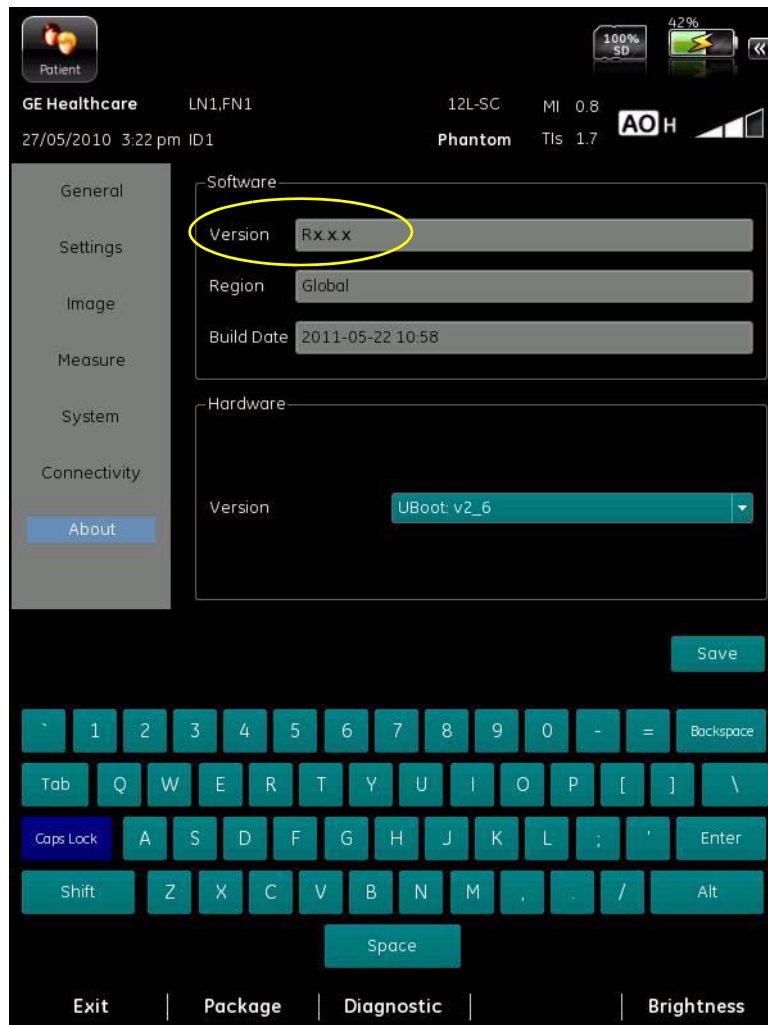 42%
100%
SD
Patient
GE Healthcare LN1,FN1 12L-SC MI 0.8
AO H
27/05/2010 3:22 pm ID1 Phantom TIs 1.7
General
Settings
Image
Measure
System
Connectivity
About
Software
Version Rx.x.x
Region Global
Build Date 2011-05-22 10:58
Hardware
Version UBoot: v2_6
Save
` 1 2 3 4 5 6 7 8 9 0 - = Backspace
Tab Q W E R T Y U I O P [ ] \
Caps Lock A S D F G H J K L ; ' Enter
Shift Z X C V B N M , . / Alt
Space
Exit Package Diagnostic Brightness